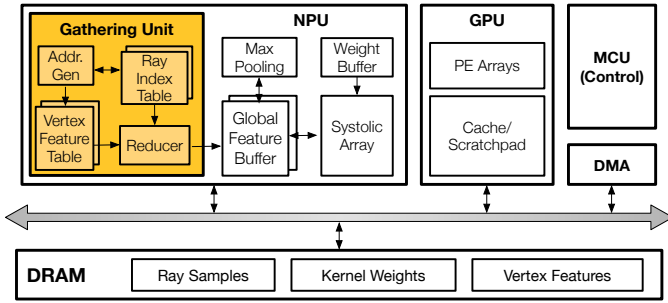 NPU
Gathering Unit
Addr.
Gen
Ray
Index
Table
Vertex
Feature
Table
Reducer
Max
Pooling
Weight
Buffer
Global
Feature
Buffer
Systolic
Array
GPU
PE Arrays
Cache/
Scratchpad
MCU
(Control)
DMA
DRAM
Ray Samples
Kernel Weights
Vertex Features